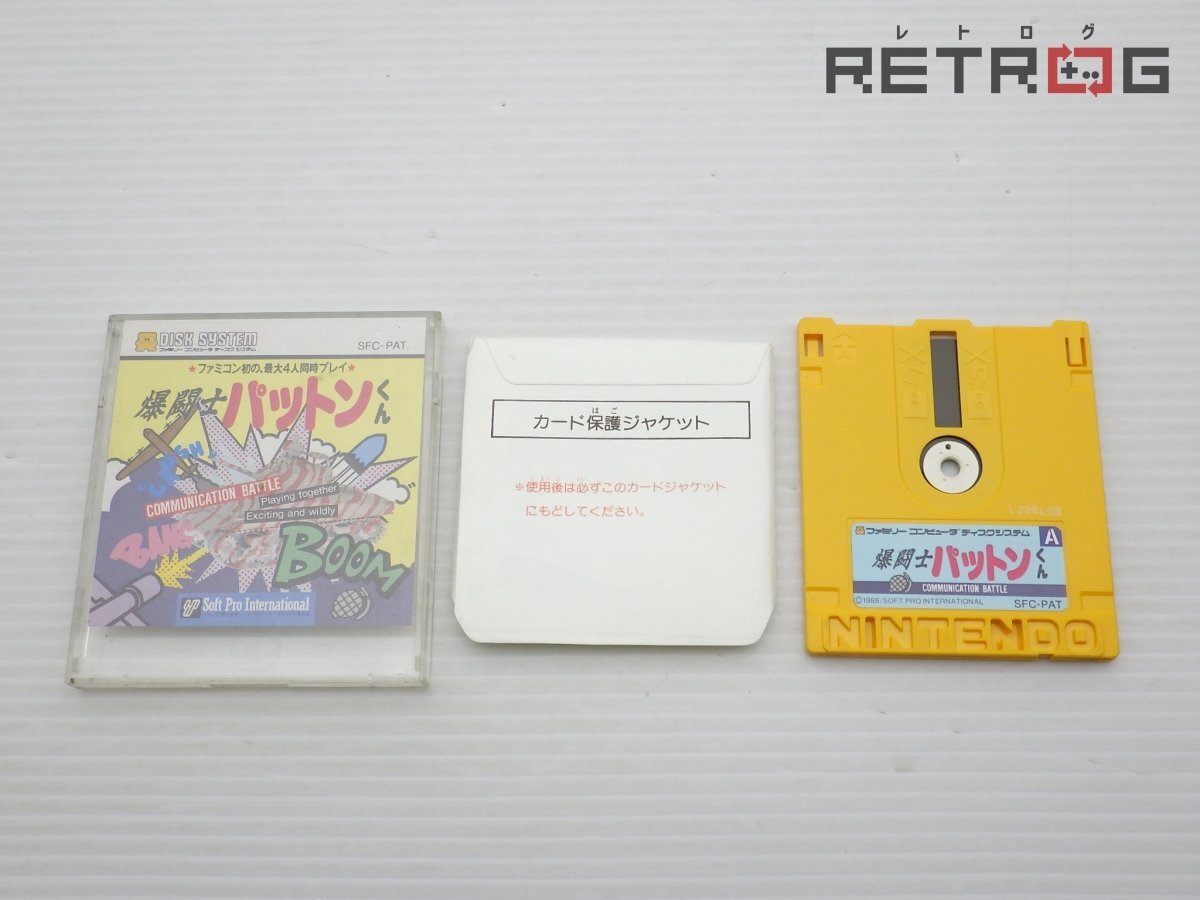 レトログ
RETROG
DISK SYSTEM
ファミリー コンピュータ ディスクシステム
SFC-PAT.
★ファミコン初の、最大4人同時プレイ★
爆闘士パットンくん
GASH!
COMMUNICATION BATTLE
Playing together
Exciting and wildly
BANG
BOOM
SP Soft Pro International
カード保護ジャケット
ほご
※使用後は必ずこのカードジャケット
にもどしてください。
L226L03
ファミリー コンピュータ ディスクシステム
A
爆闘士パットンくん
COMMUNICATION BATTLE
©1988/SOFT PRO INTERNATIONAL
SFC-PAT
NINTENDO